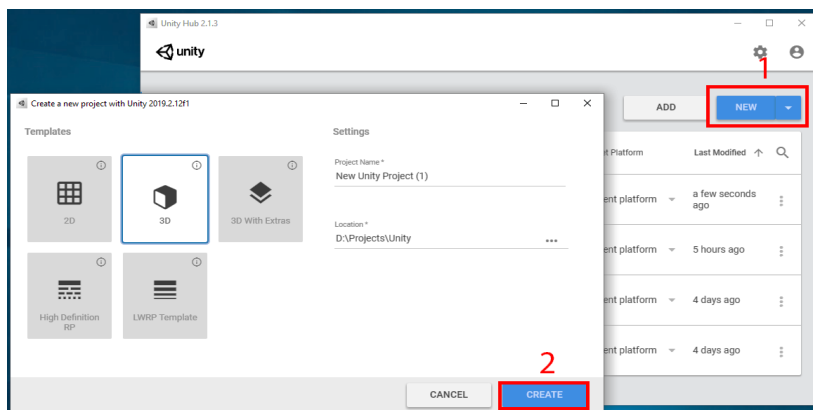 Unity Hub 2.1.3
unity
1
ADD
NEW
Create a new project with Unity 2019.2.12f1
Templates
Settings
2D
3D
3D With Extras
High Definition
RP
LWRP Template
Project Name *
New Unity Project (1)
Location *
D:\Projects\Unity
...
2
CANCEL
CREATE
t Platform
Last Modified
ent platform
a few seconds
ago
ent platform
5 hours ago
ent platform
4 days ago
ent platform
4 days ago